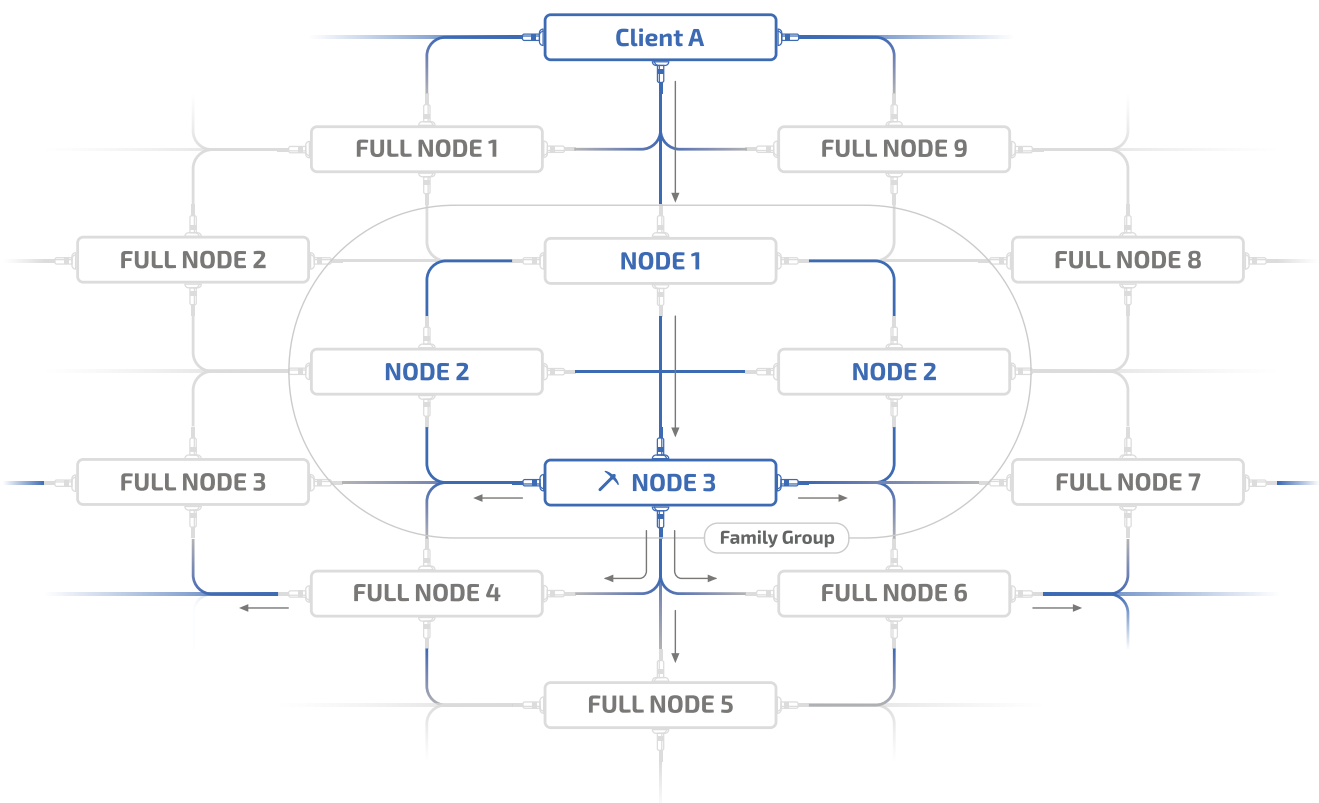 Client A
FULL NODE 1
FULL NODE 9
FULL NODE 2
NODE 1
FULL NODE 8
NODE 2
NODE 2
FULL NODE 3
NODE 3
FULL NODE 7
Family Group
FULL NODE 4
FULL NODE 6
FULL NODE 5